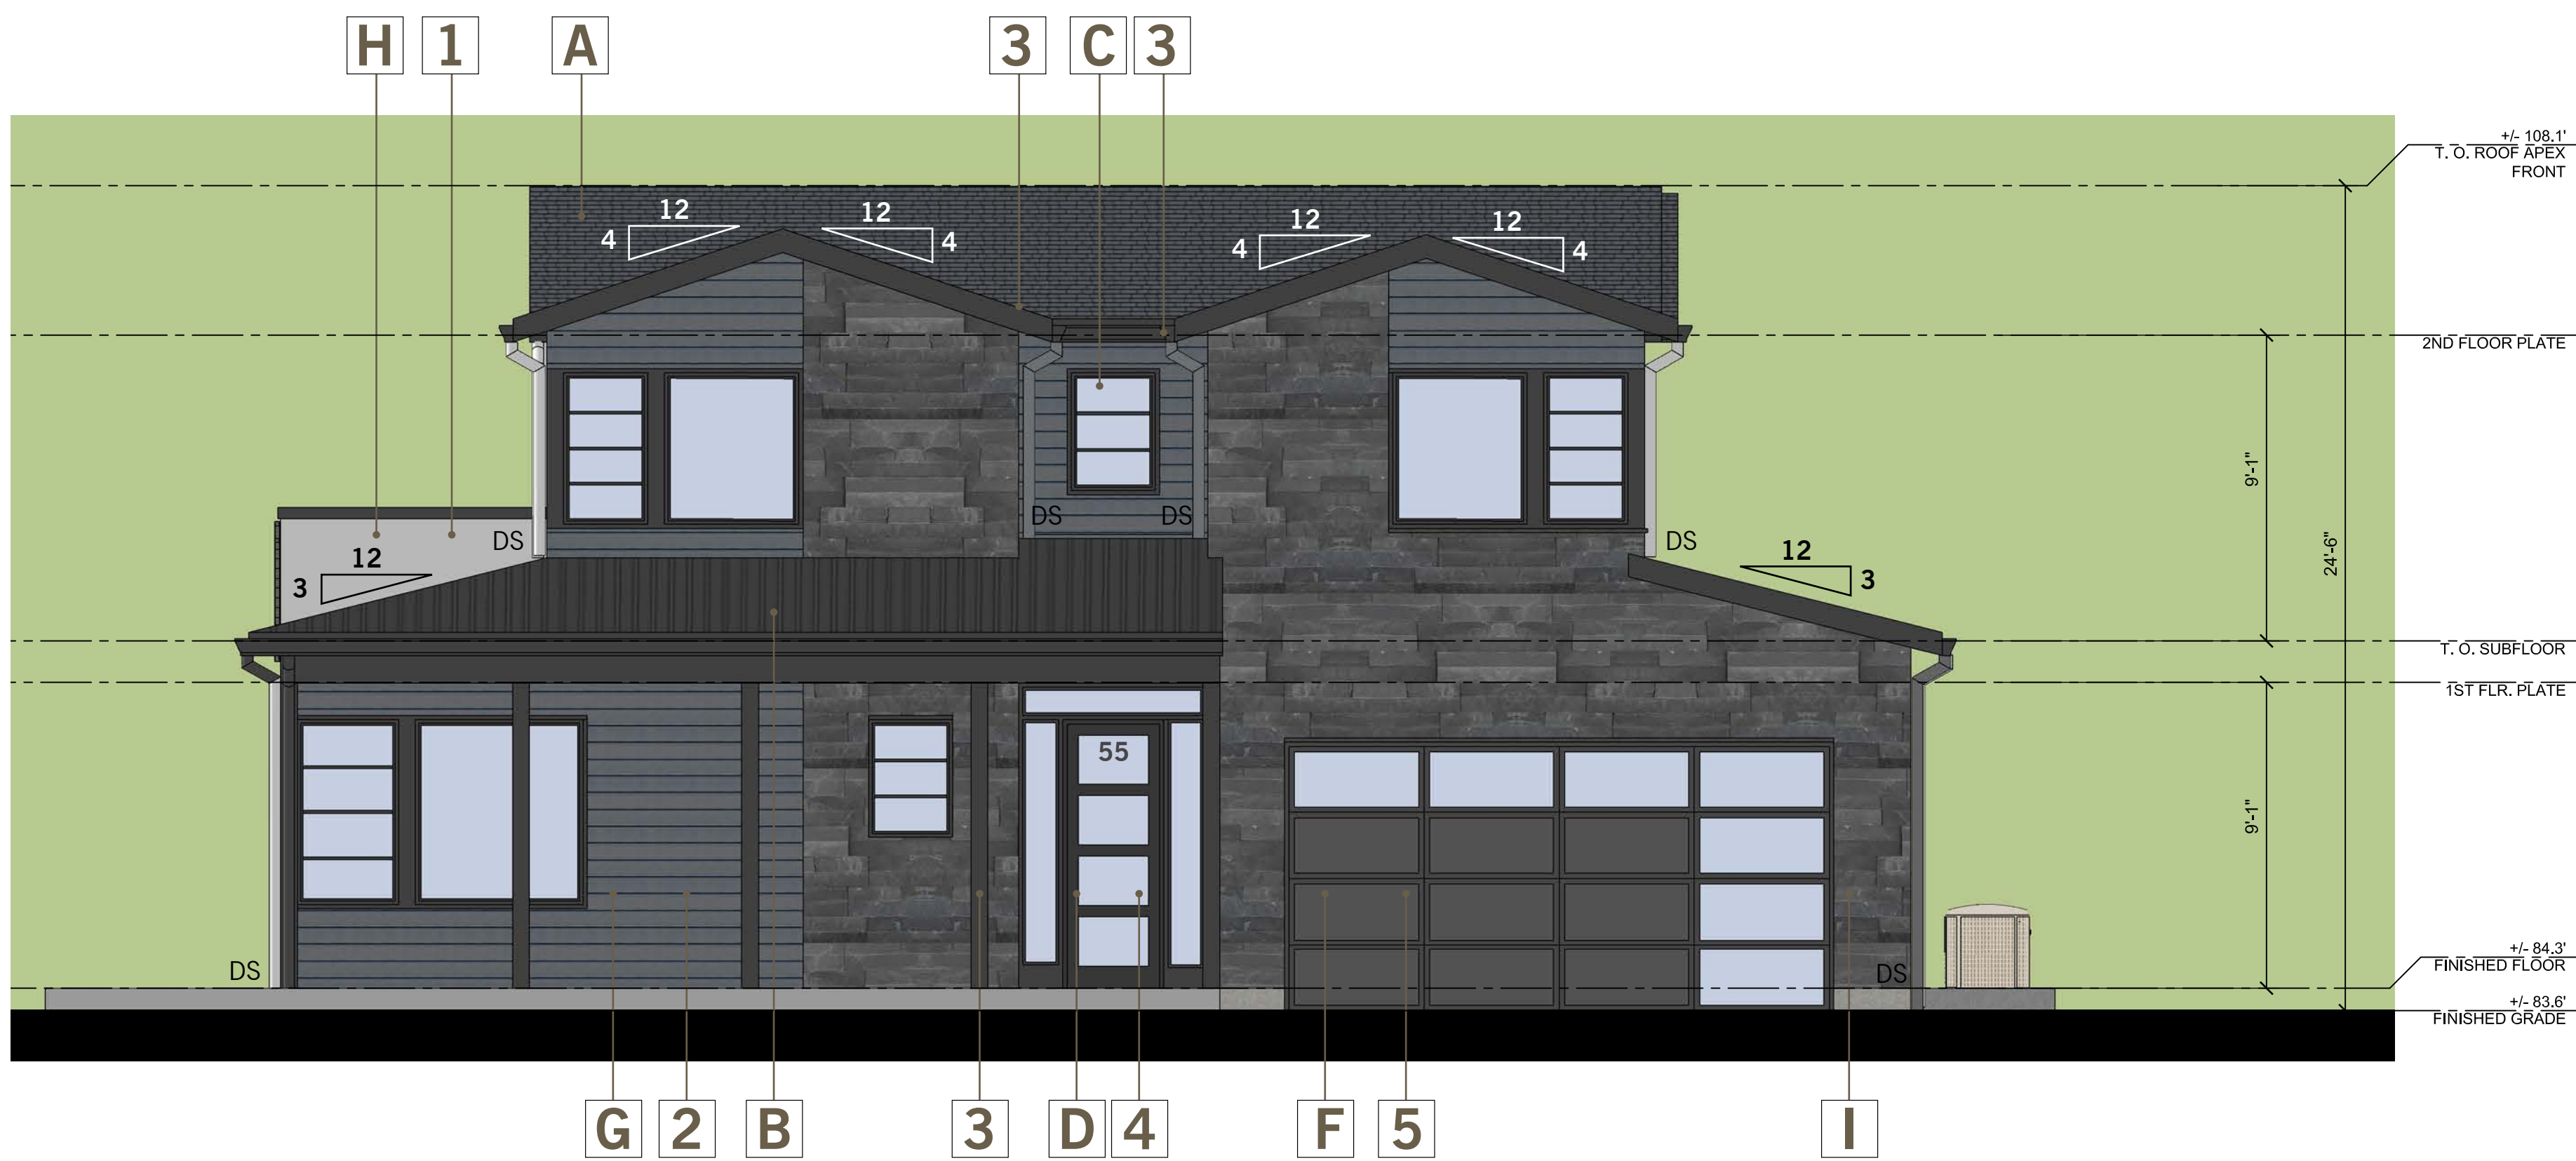 H 1 A 3 C 3
+/- 108.1'
T. O. ROOF APEX
FRONT
12 12 12 12
4 4 4 4
2ND FLOOR PLATE
9'-1"
24'-6"
DS DS DS DS
12 12
3 3
T. O. SUBFLOOR
1ST FLR. PLATE
55
9'-1"
DS DS
+/- 84.3'
FINISHED FLOOR
+/- 83.6'
FINISHED GRADE
G 2 B 3 D 4 F 5 I